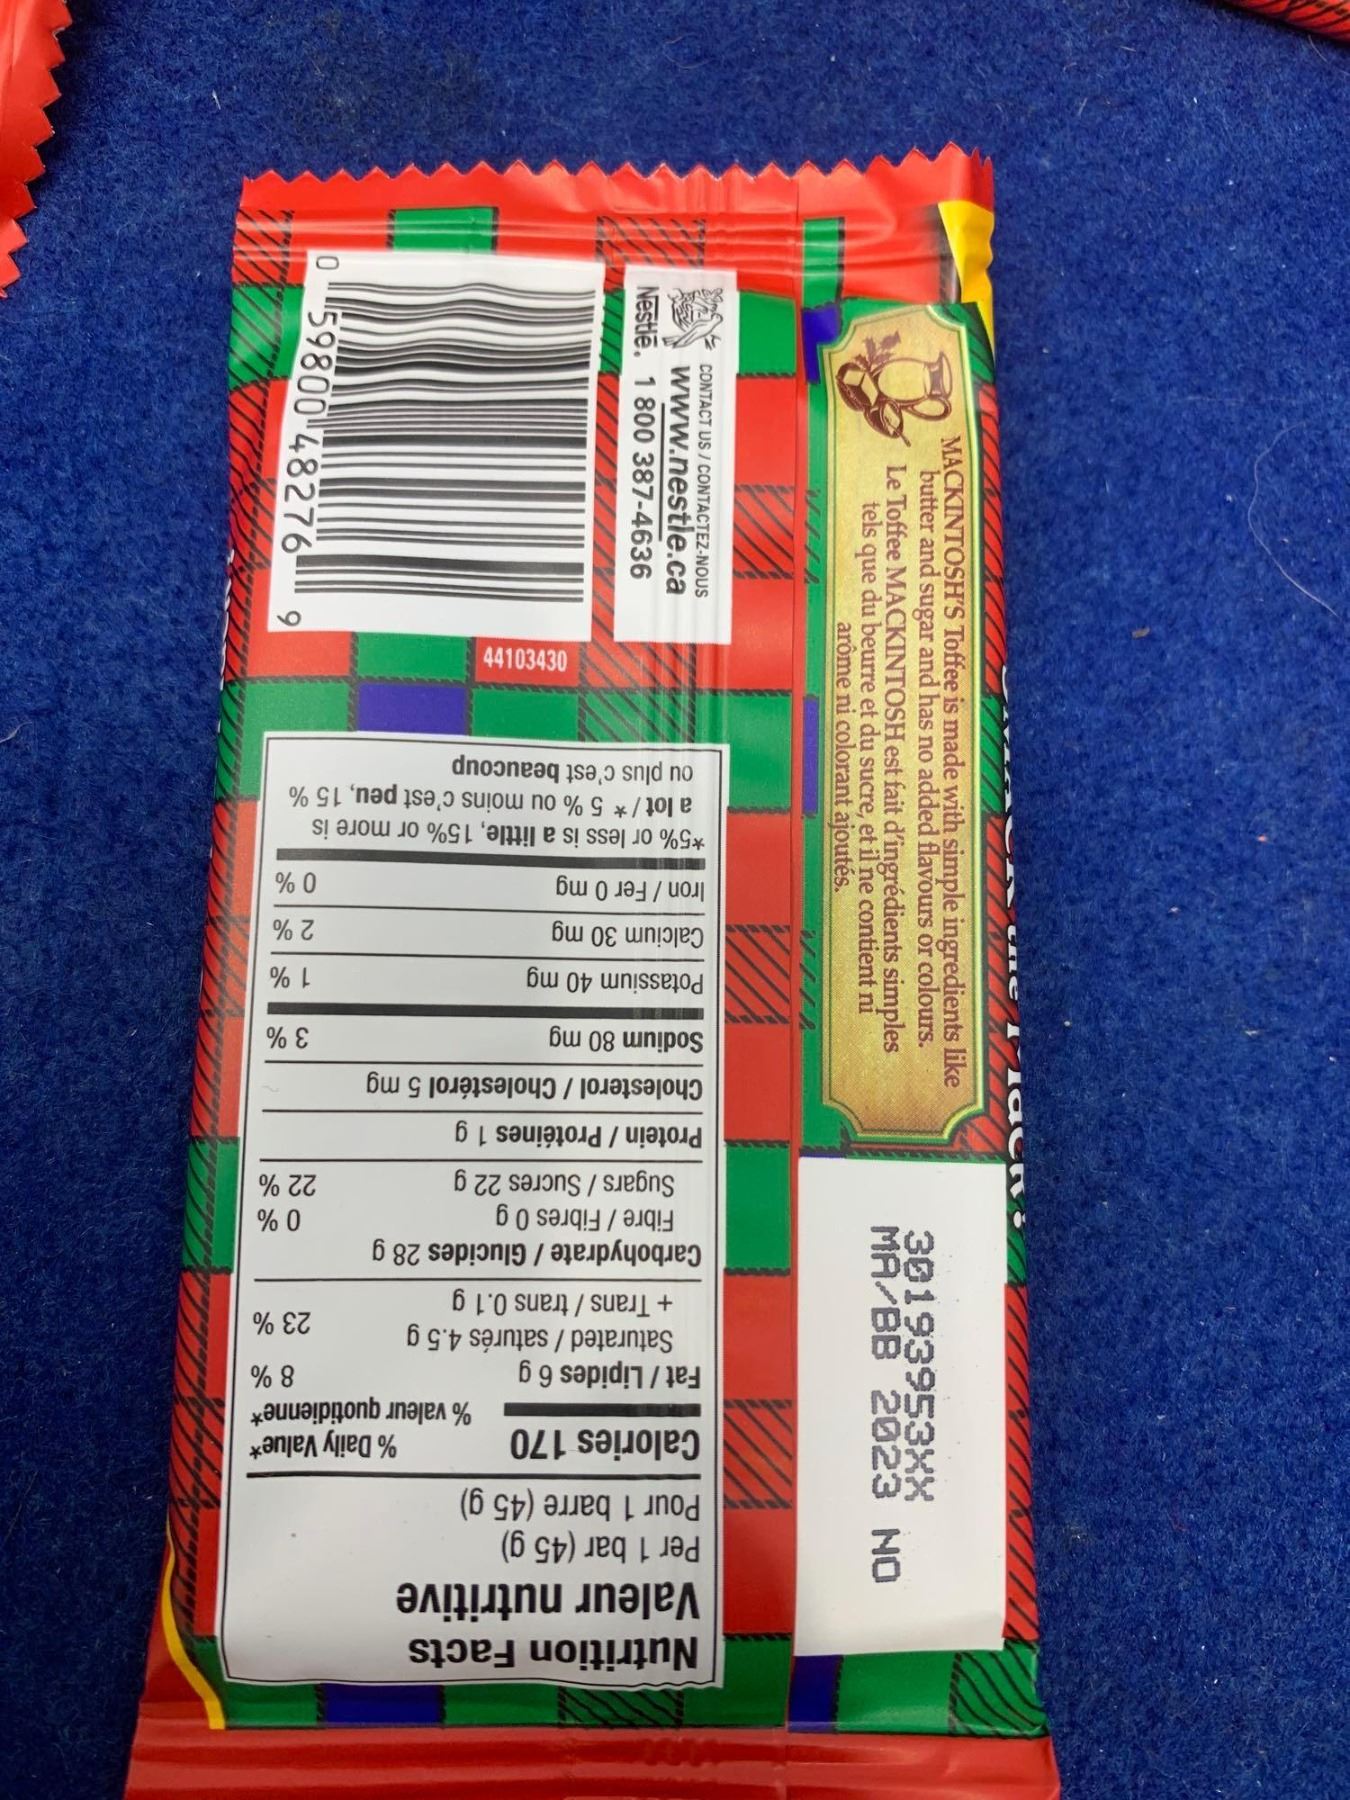 Nutrition Facts
Valeur nutritive
Per 1 bar (45 g)
Pour 1 barre (45 g)
Calories 170
% Daily Value*
% valeur quotidienne*
Fat / Lipides 6 g 8 %
Saturated / saturés 4.5 g
+ Trans / trans 0.1 g
23 %
Carbohydrate / Glucides 28 g
Fibre / Fibres 0 g 0 %
Sugars / Sucres 22 g 22 %
Protein / Protéines 1 g
Cholesterol / Cholestérol 5 mg
Sodium 80 mg 3 %
Potassium 40 mg 1 %
Calcium 30 mg 2 %
Iron / Fer 0 mg 0 %
*5% or less is a little, 15% or more is
a lot / * 5 % ou moins c'est peu, 15 %
ou plus c'est beaucoup
44103430
CONTACT US / CONTACTEZ-NOUS
www.nestle.ca
Nestlé. 1 800 387-4636
0 59800 48276 9
MACKINTOSH'S Toffee is made with simple ingredients like
butter and sugar and has no added flavours or colours.
Le Toffee MACKINTOSH est fait d'ingrédients simples
tels que du beurre et du sucre, et il ne contient ni
arôme ni colorant ajoutés.
30193953XX
MA/BB 2023 NO